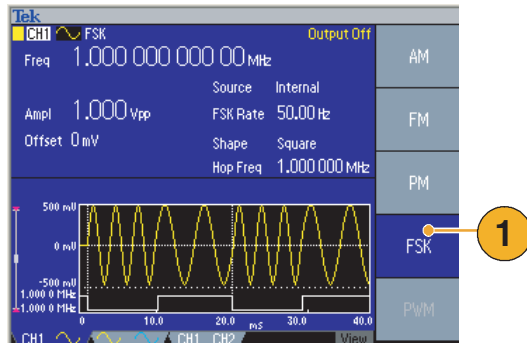 Tek
CH1 FSK Output Off
Freq 1.000 000 000 00 MHz
Source Internal
Ampl 1.000 Vpp FSK Rate 50.00 Hz
Offset 0 mV
Shape Square
Hop Freq 1.000 000 MHz
500 mU
0 mU
-500 mU
1.000 0 MHz
1.000 0 MHz
0 10.0 20.0 ms 30.0 40.0
CH1 CH1 CH2 View
AM
FM
PM
FSK
PWM
1